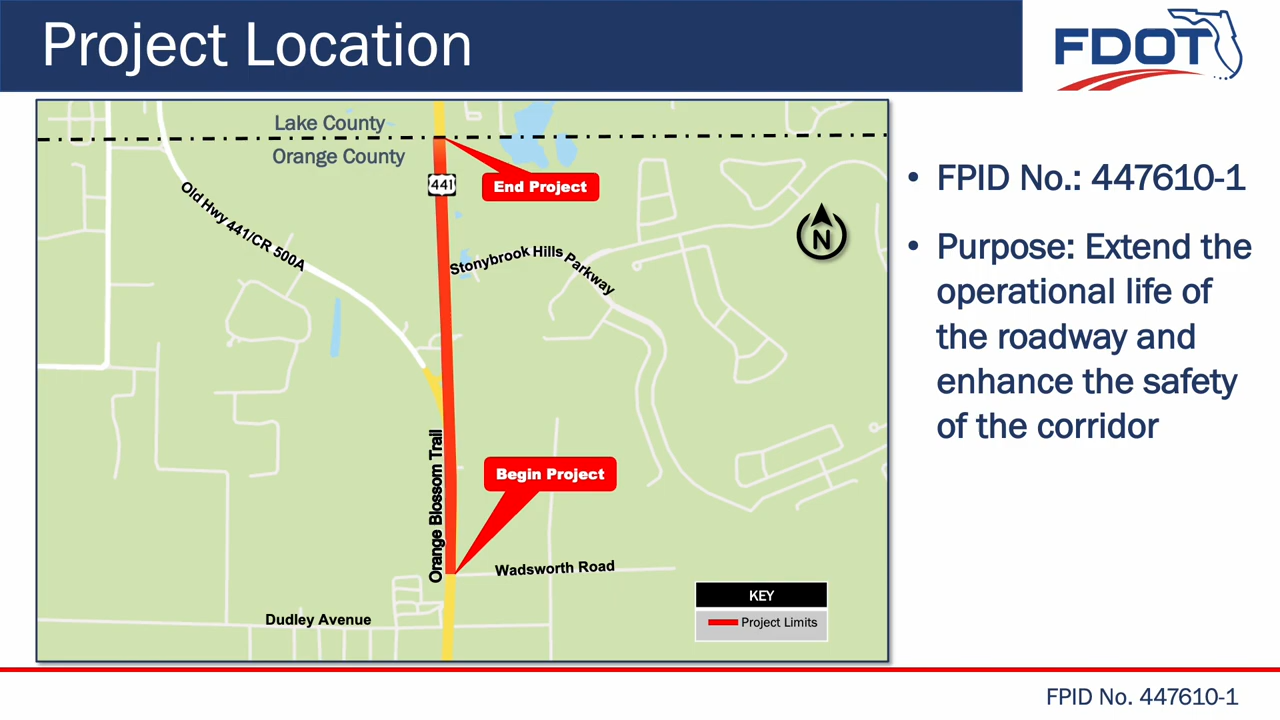 Project Location
FDOT
Lake County
Orange County
441
End Project
Old Hwy 441/CR 500A
N
Stonybrook Hills Parkway
Orange Blossom Trail
Begin Project
Wadsworth Road
Dudley Avenue
KEY
Project Limits
• FPID No.: 447610-1
• Purpose: Extend the
operational life of
the roadway and
enhance the safety
of the corridor
FPID No. 447610-1